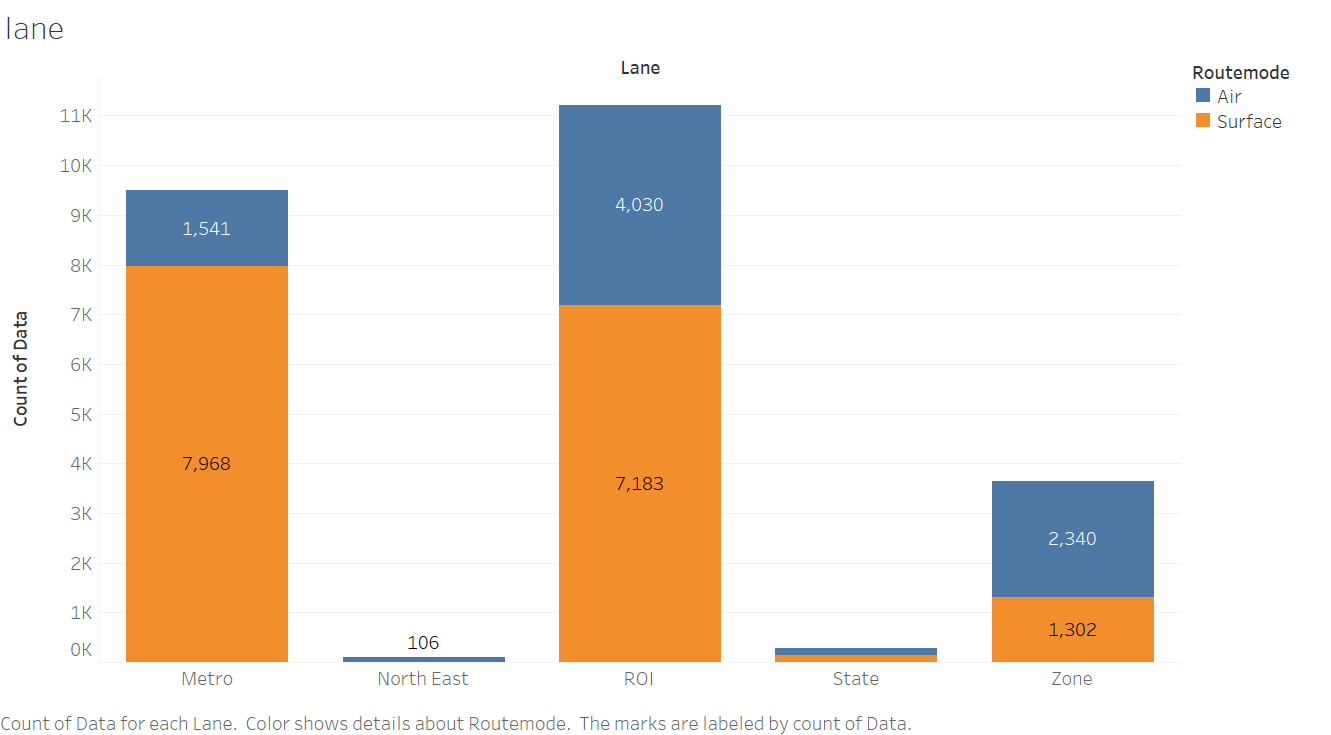 lane
Lane
Routemode
Air
Surface
Count of Data
11K
10K
9K
8K
7K
6K
5K
4K
3K
2K
1K
0K
1,541
7,968
106
4,030
7,183
2,340
1,302
Metro
North East
ROI
State
Zone
Count of Data for each Lane.  Color shows details about Routemode.  The marks are labeled by count of Data.